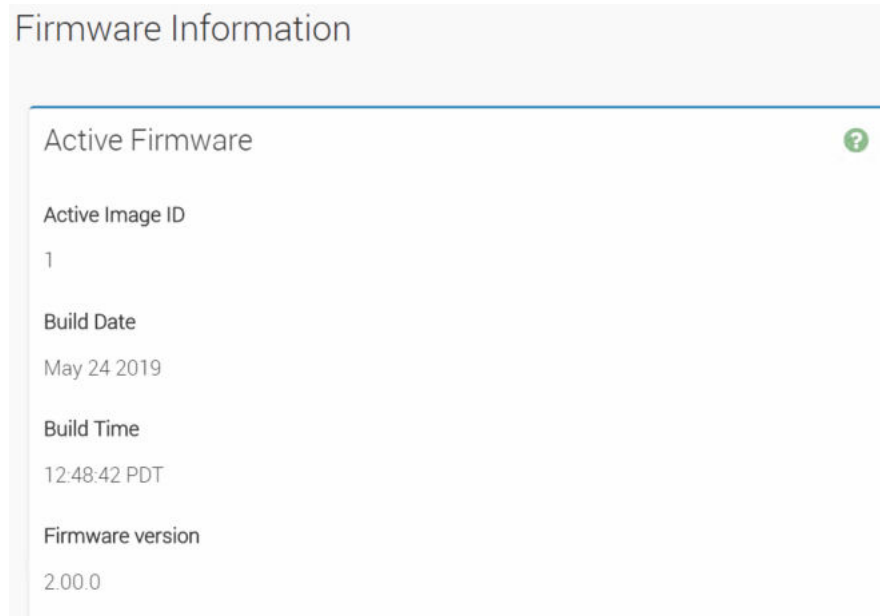 Firmware Information
Active Firmware
?
Active Image ID
1
Build Date
May 24 2019
Build Time
12:48:42 PDT
Firmware version
2.00.0